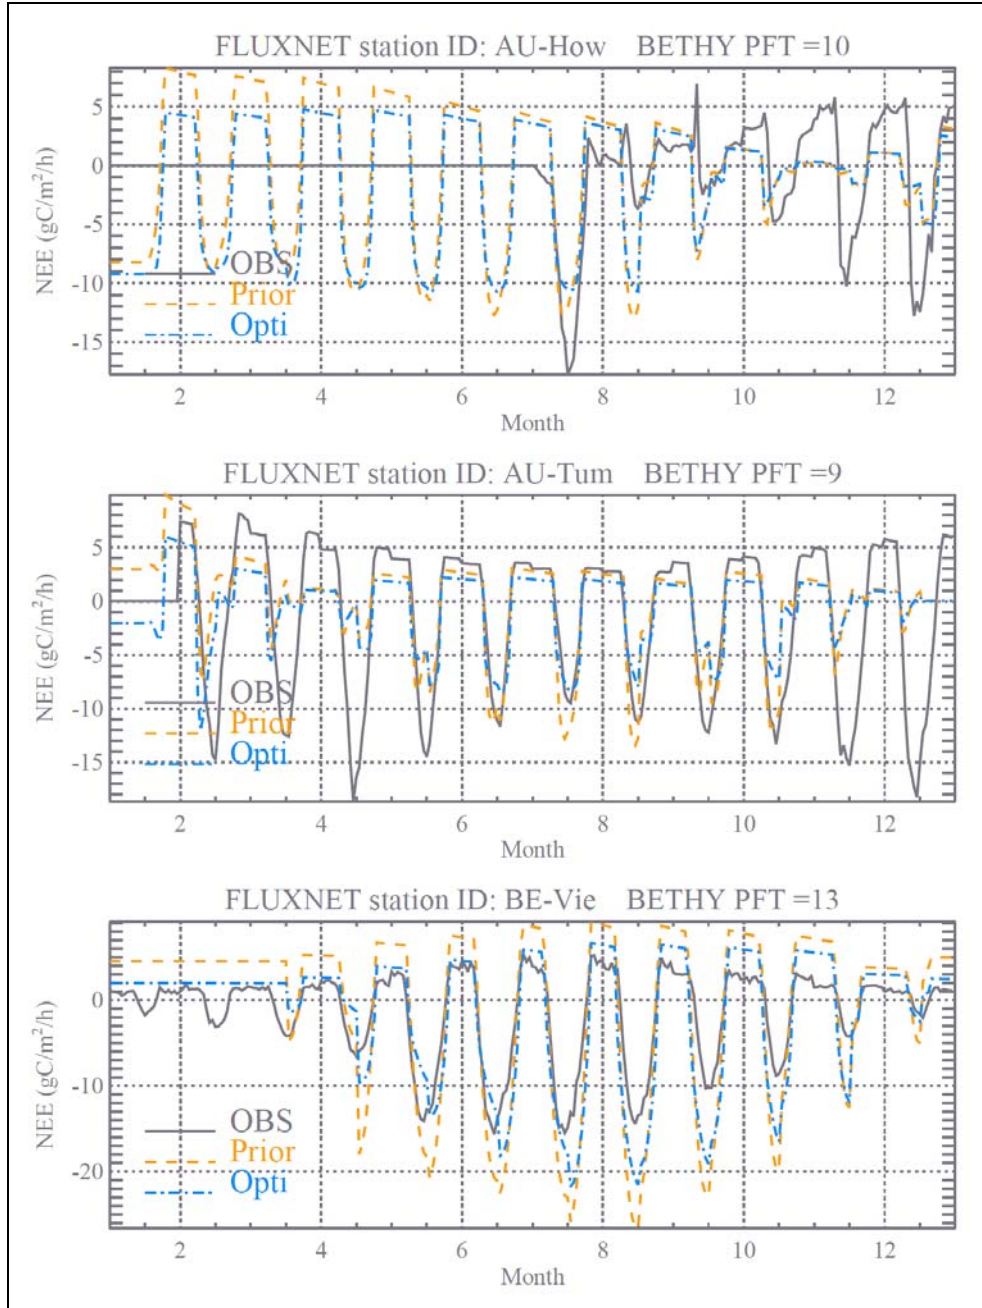 FLUXNET station ID: AU-How BETHY PFT =10
NEE (gC/m²/h)
5
0
-5
-10
-15
OBS
Prior
Opti
2 4 6 8 10 12
Month
FLUXNET station ID: AU-Tum BETHY PFT =9
NEE (gC/m²/h)
5
0
-5
-10
-15
OBS
Prior
Opti
2 4 6 8 10 12
Month
FLUXNET station ID: BE-Vie BETHY PFT =13
NEE (gC/m²/h)
0
-10
-20
OBS
Prior
Opti
2 4 6 8 10 12
Month